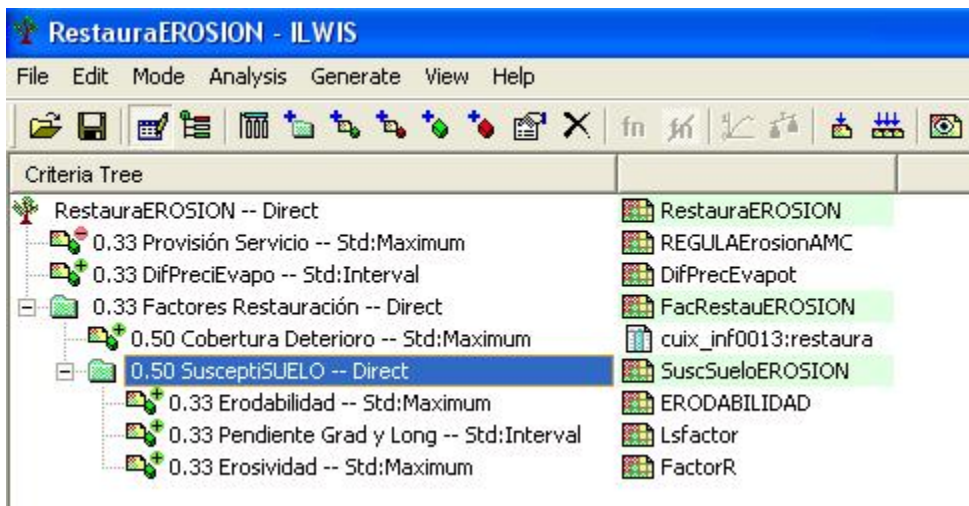 RestauraEROSION - ILWIS
File Edit Mode Analysis Generate View Help
fn fn
Criteria Tree
RestauraEROSION -- Direct RestauraEROSION
0.33 Provisión Servicio -- Std:Maximum REGULAErosionAMC
0.33 DifPreciEvapo -- Std:Interval DifPrecEvapot
0.33 Factores Restauración -- Direct FacRestauEROSION
0.50 Cobertura Deterioro -- Std:Maximum cuix_inf0013:restaura
0.50 SusceptiSUELO -- Direct SuscSueloEROSION
0.33 Erodabilidad -- Std:Maximum ERODABILIDAD
0.33 Pendiente Grad y Long -- Std:Interval Lsfactor
0.33 Erosividad -- Std:Maximum FactorR